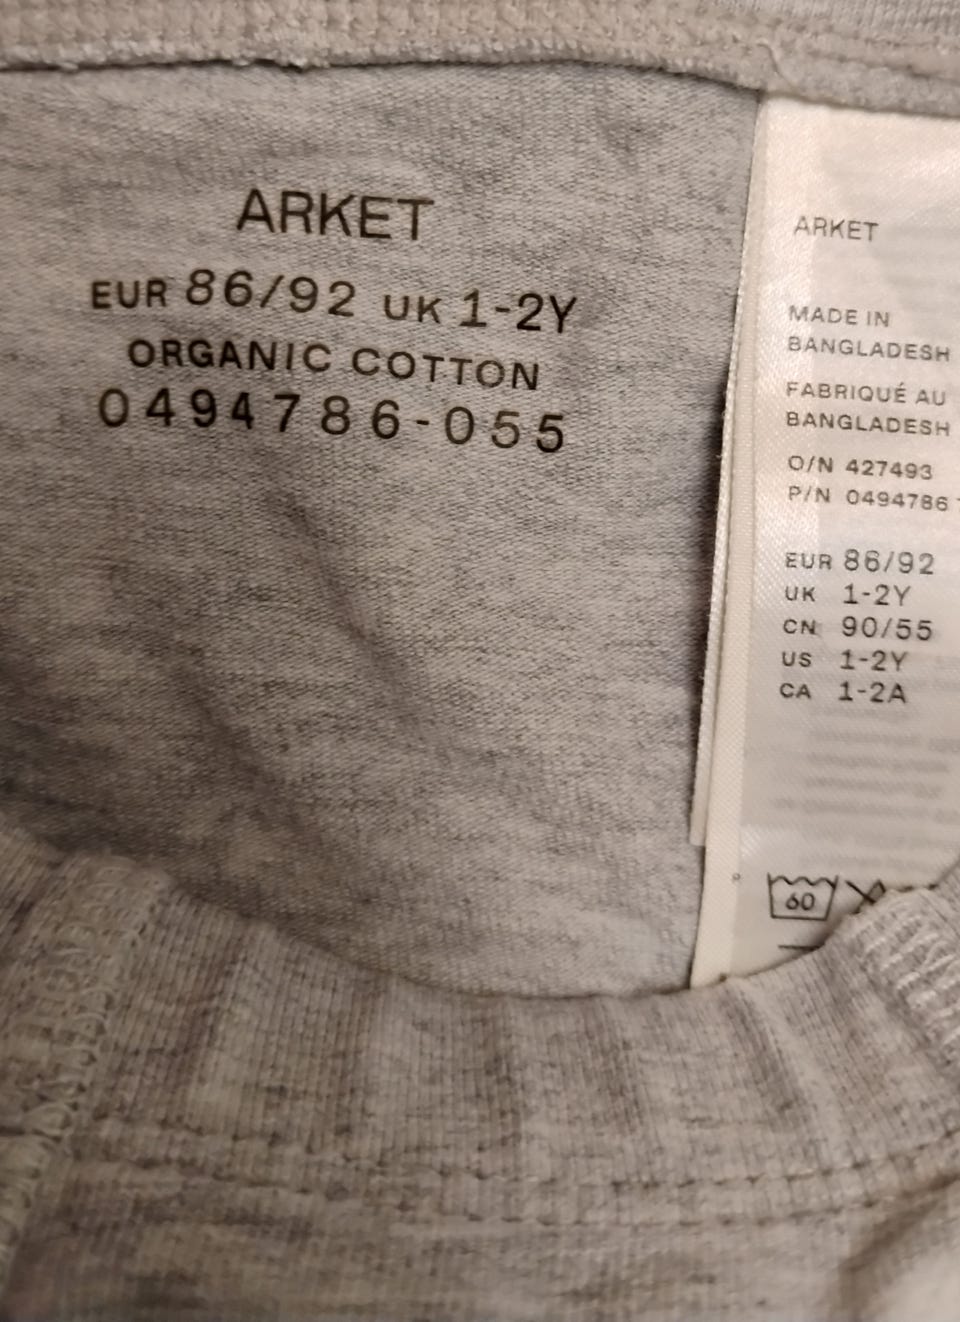 ARKET
EUR 86/92 UK 1-2Y
ORGANIC COTTON
0494786-055
ARKET
MADE IN
BANGLADESH
FABRIQUÉ AU
BANGLADESH
O/N 427493
P/N 0494786
EUR 86/92
UK 1-2Y
CN 90/55
US 1-2Y
CA 1-2A
60